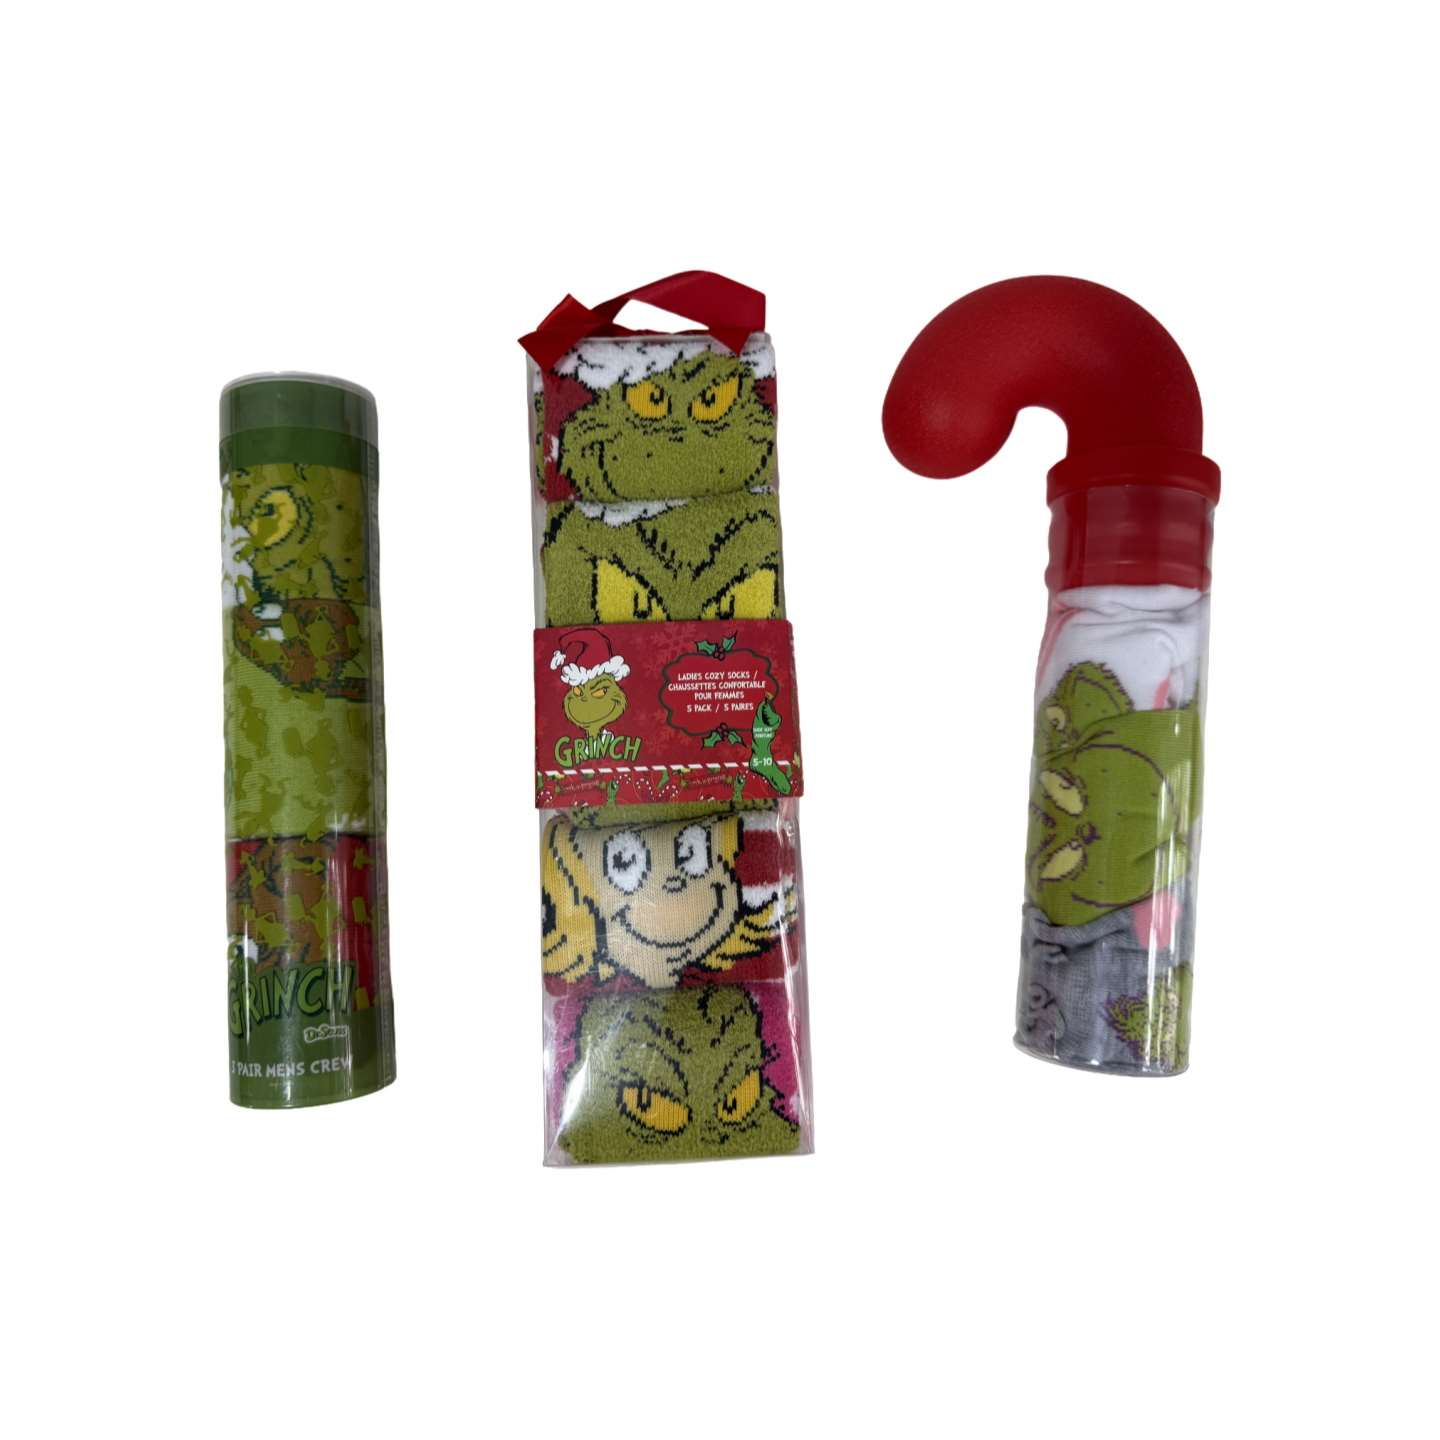 GRINCH
Dr. Seuss
PAIR MENS CREW
LADIES COZY SOCKS /
CHAUSSETTES CONFORTABLE
POUR FEMMES
5 PACK / 5 PAIRES
GRINCH
5-10